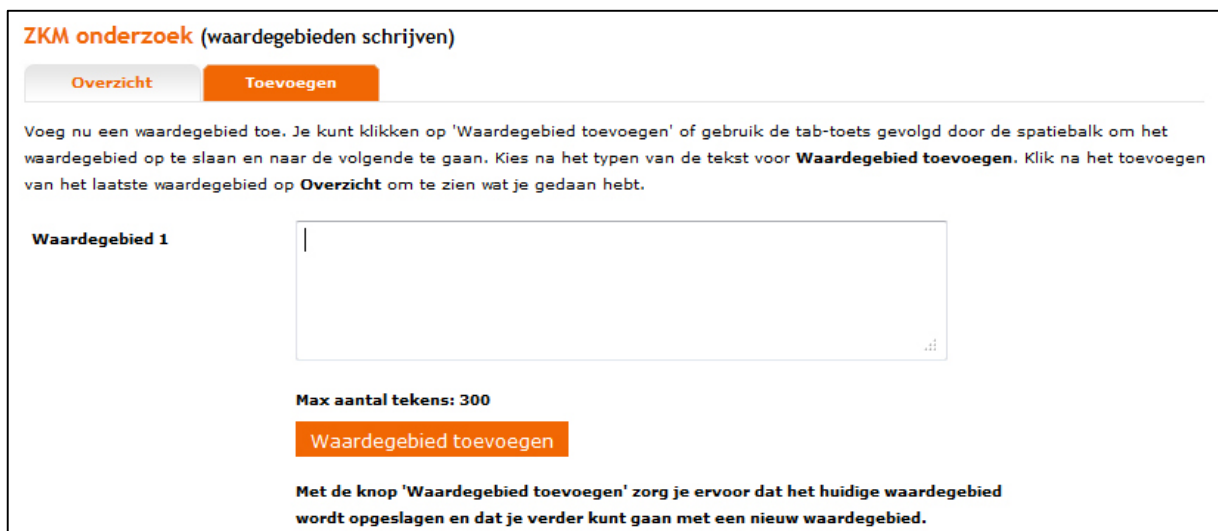 ZKM onderzoek (waardegebieden schrijven)
Overzicht Toevoegen
Voeg nu een waardegebied toe. Je kunt klikken op 'Waardegebied toevoegen' of gebruik de tab-toets gevolgd door de spatiebalk om het
waardegebied op te slaan en naar de volgende te gaan. Kies na het typen van de tekst voor Waardegebied toevoegen. Klik na het toevoegen
van het laatste waardegebied op Overzicht om te zien wat je gedaan hebt.
Waardegebied 1
Max aantal tekens: 300
Waardegebied toevoegen
Met de knop 'Waardegebied toevoegen' zorg je ervoor dat het huidige waardegebied
wordt opgeslagen en dat je verder kunt gaan met een nieuw waardegebied.